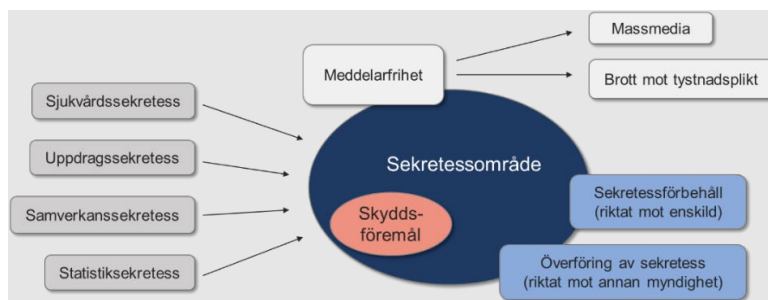 Massmedia
Meddelarfrihet
Brott mot tystnadsplikt
Sjukvårdssekretess
Uppdragssekretess
Samverkanssekretess
Statistiksekretess
Sekretessområde
Skydds-
föremål
Sekretessförbehåll
(riktat mot enskild)
Överföring av sekretess
(riktat mot annan myndighet)